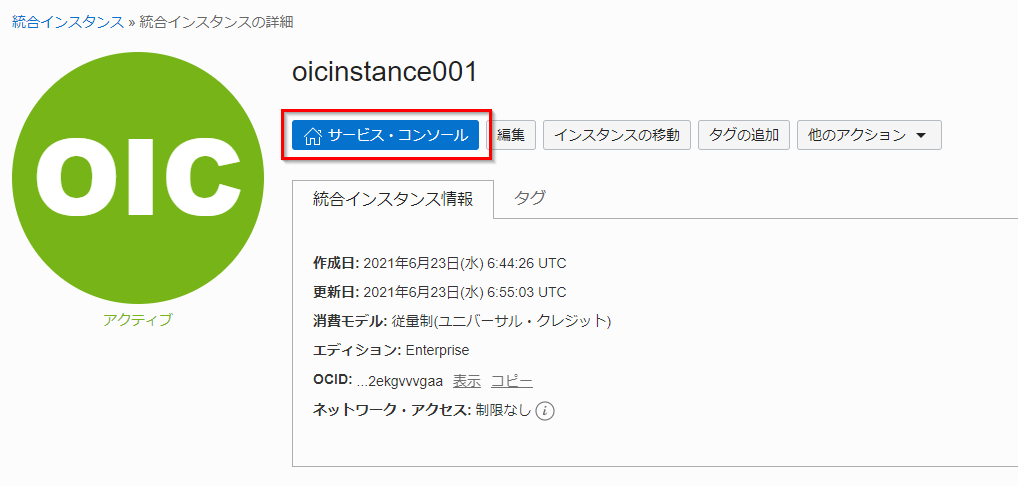 統合インスタンス » 統合インスタンスの詳細
OIC
アクティブ
oicinstance001
サービス・コンソール 編集 インスタンスの移動 タグの追加 他のアクション
統合インスタンス情報 タグ
作成日: 2021年6月23日(水) 6:44:26 UTC
更新日: 2021年6月23日(水) 6:55:03 UTC
消費モデル: 従量制(ユニバーサル・クレジット)
エディション: Enterprise
OCID: ...2ekgvvvgaa 表示 コピー
ネットワーク・アクセス: 制限なし i